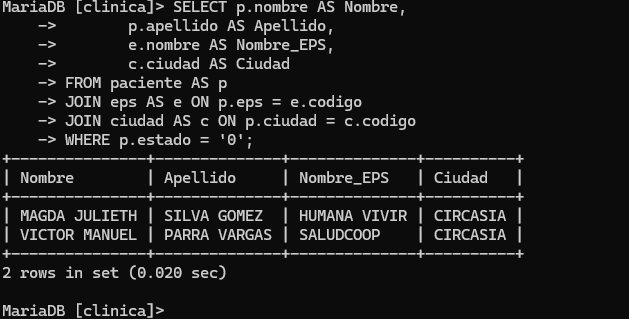 MariaDB [clinica]> SELECT p.nombre AS Nombre,
    ->        p.apellido AS Apellido,
    ->        e.nombre AS Nombre_EPS,
    ->        c.ciudad AS Ciudad
    -> FROM paciente AS p
    -> JOIN eps AS e ON p.eps = e.codigo
    -> JOIN ciudad AS c ON p.ciudad = c.codigo
    -> WHERE p.estado = '0';
+---------------+--------------+--------------+----------+
| Nombre        | Apellido     | Nombre_EPS   | Ciudad   |
+---------------+--------------+--------------+----------+
| MAGDA JULIETH | SILVA GOMEZ  | HUMANA VIVIR | CIRCASIA |
| VICTOR MANUEL | PARRA VARGAS | SALUDCOOP    | CIRCASIA |
+---------------+--------------+--------------+----------+
2 rows in set (0.020 sec)
MariaDB [clinica]>